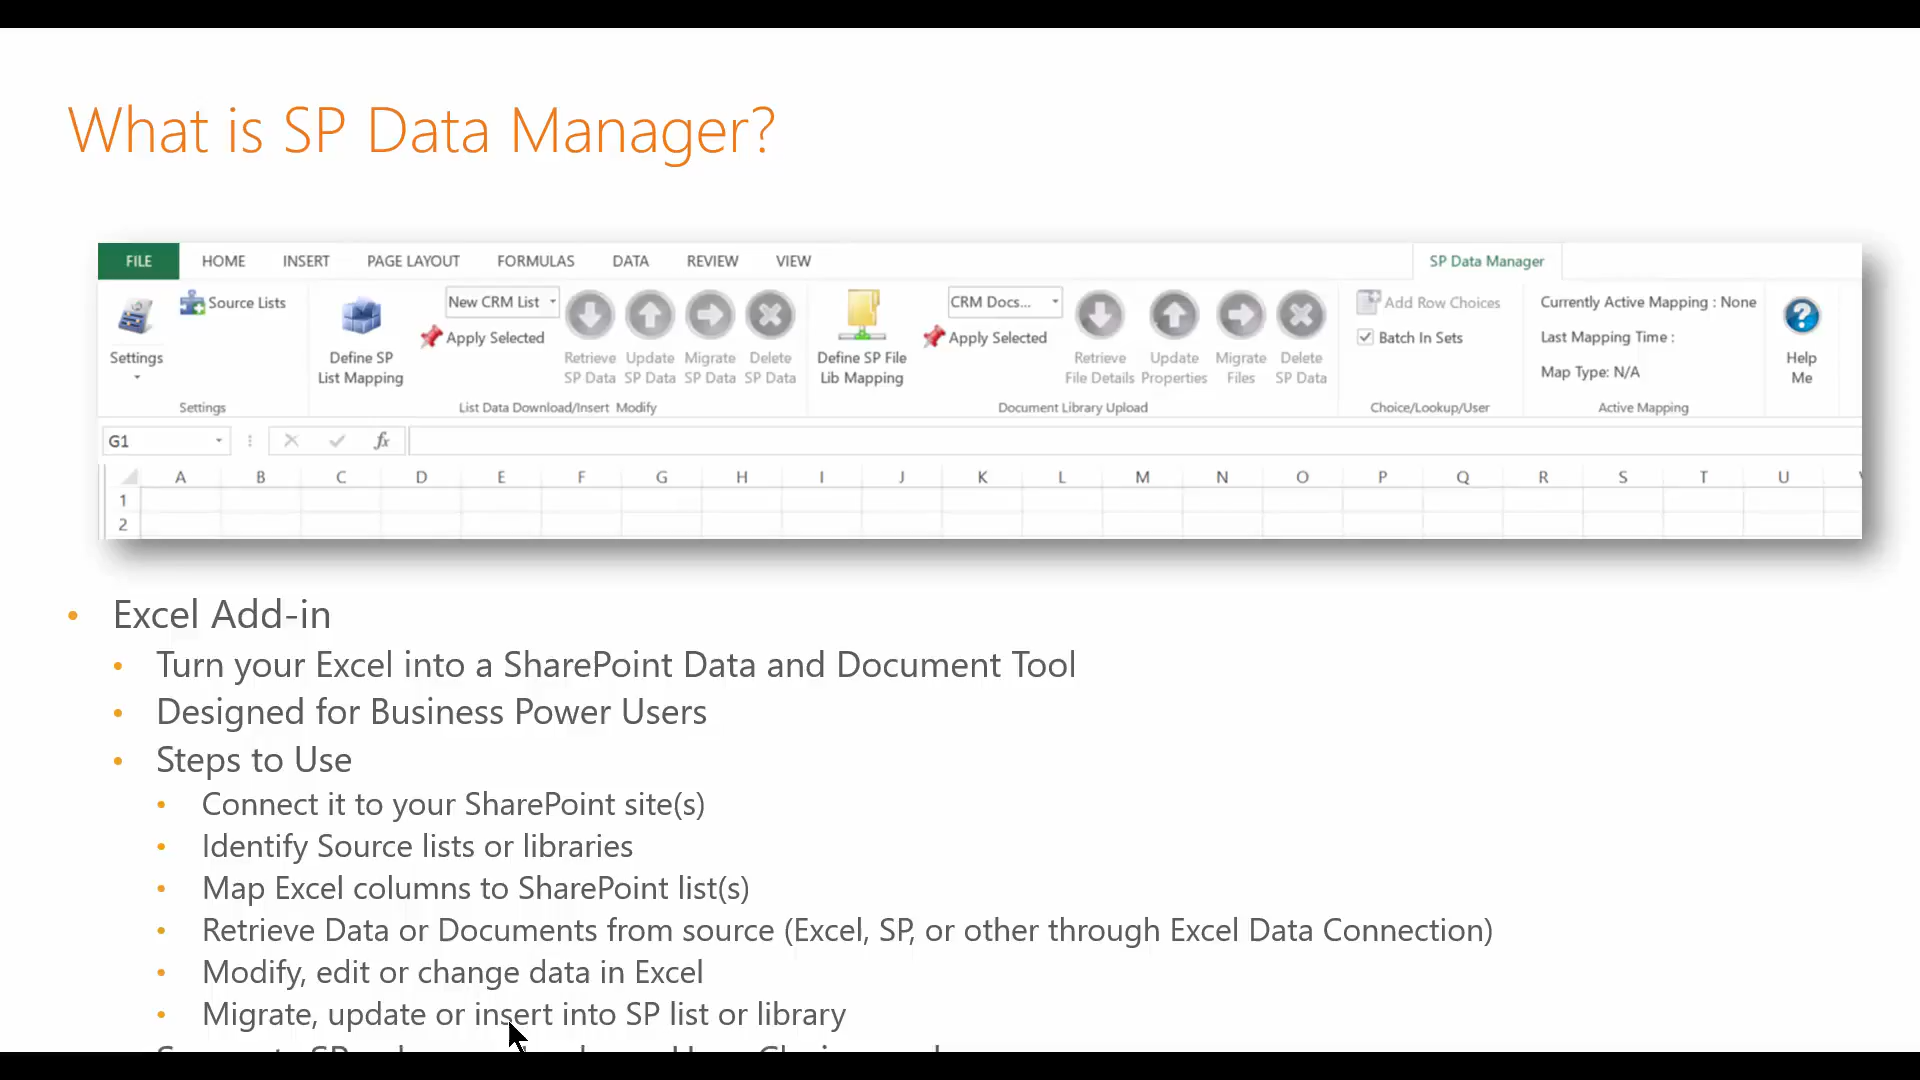 What is SP Data Manager?
FILE HOME INSERT PAGE LAYOUT FORMULAS DATA REVIEW VIEW SP Data Manager
Settings
Source Lists
Settings
Define SP
List Mapping
New CRM List
Apply Selected
Retrieve
SP Data
Update
SP Data
Migrate
SP Data
Delete
SP Data
List Data Download/Insert Modify
Define SP File
Lib Mapping
CRM Docs...
Apply Selected
Retrieve
File Details
Update
Properties
Migrate
Files
Delete
SP Data
Document Library Upload
Add Row Choices
Batch In Sets
Choice/Lookup/User
Currently Active Mapping : None
Last Mapping Time :
Map Type: N/A
Active Mapping
Help
Me
G1 fx
A B C D E F G H I J K L M N O P Q R S T U
1
2
• Excel Add-in
• Turn your Excel into a SharePoint Data and Document Tool
• Designed for Business Power Users
• Steps to Use
• Connect it to your SharePoint site(s)
• Identify Source lists or libraries
• Map Excel columns to SharePoint list(s)
• Retrieve Data or Documents from source (Excel, SP, or other through Excel Data Connection)
• Modify, edit or change data in Excel
• Migrate, update or insert into SP list or library